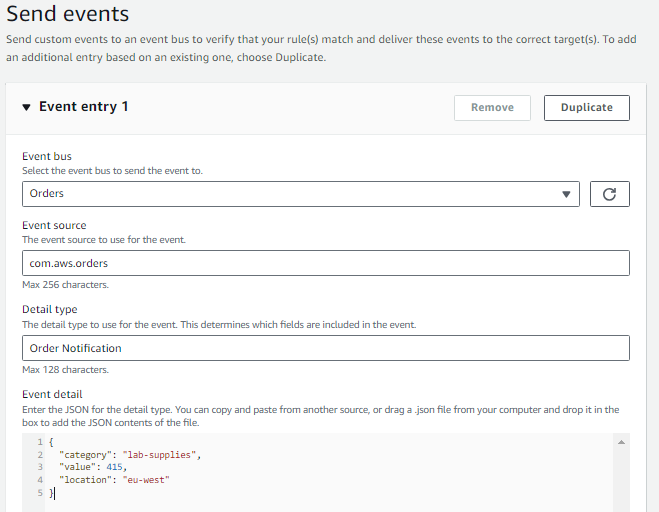 Send events
Send custom events to an event bus to verify that your rule(s) match and deliver these events to the correct target(s). To add
an additional entry based on an existing one, choose Duplicate.
Event entry 1
Remove
Duplicate
Event bus
Select the event bus to send the event to.
Orders
Event source
The event source to use for the event.
com.aws.orders
Max 256 characters.
Detail type
The detail type to use for the event. This determines which fields are included in the event.
Order Notification
Max 128 characters.
Event detail
Enter the JSON for the detail type. You can copy and paste from another source, or drag a .json file from your computer and drop it in the
box to add the JSON contents of the file.
1 {
2 "category": "lab-supplies",
3 "value": 415,
4 "location": "eu-west"
5 }